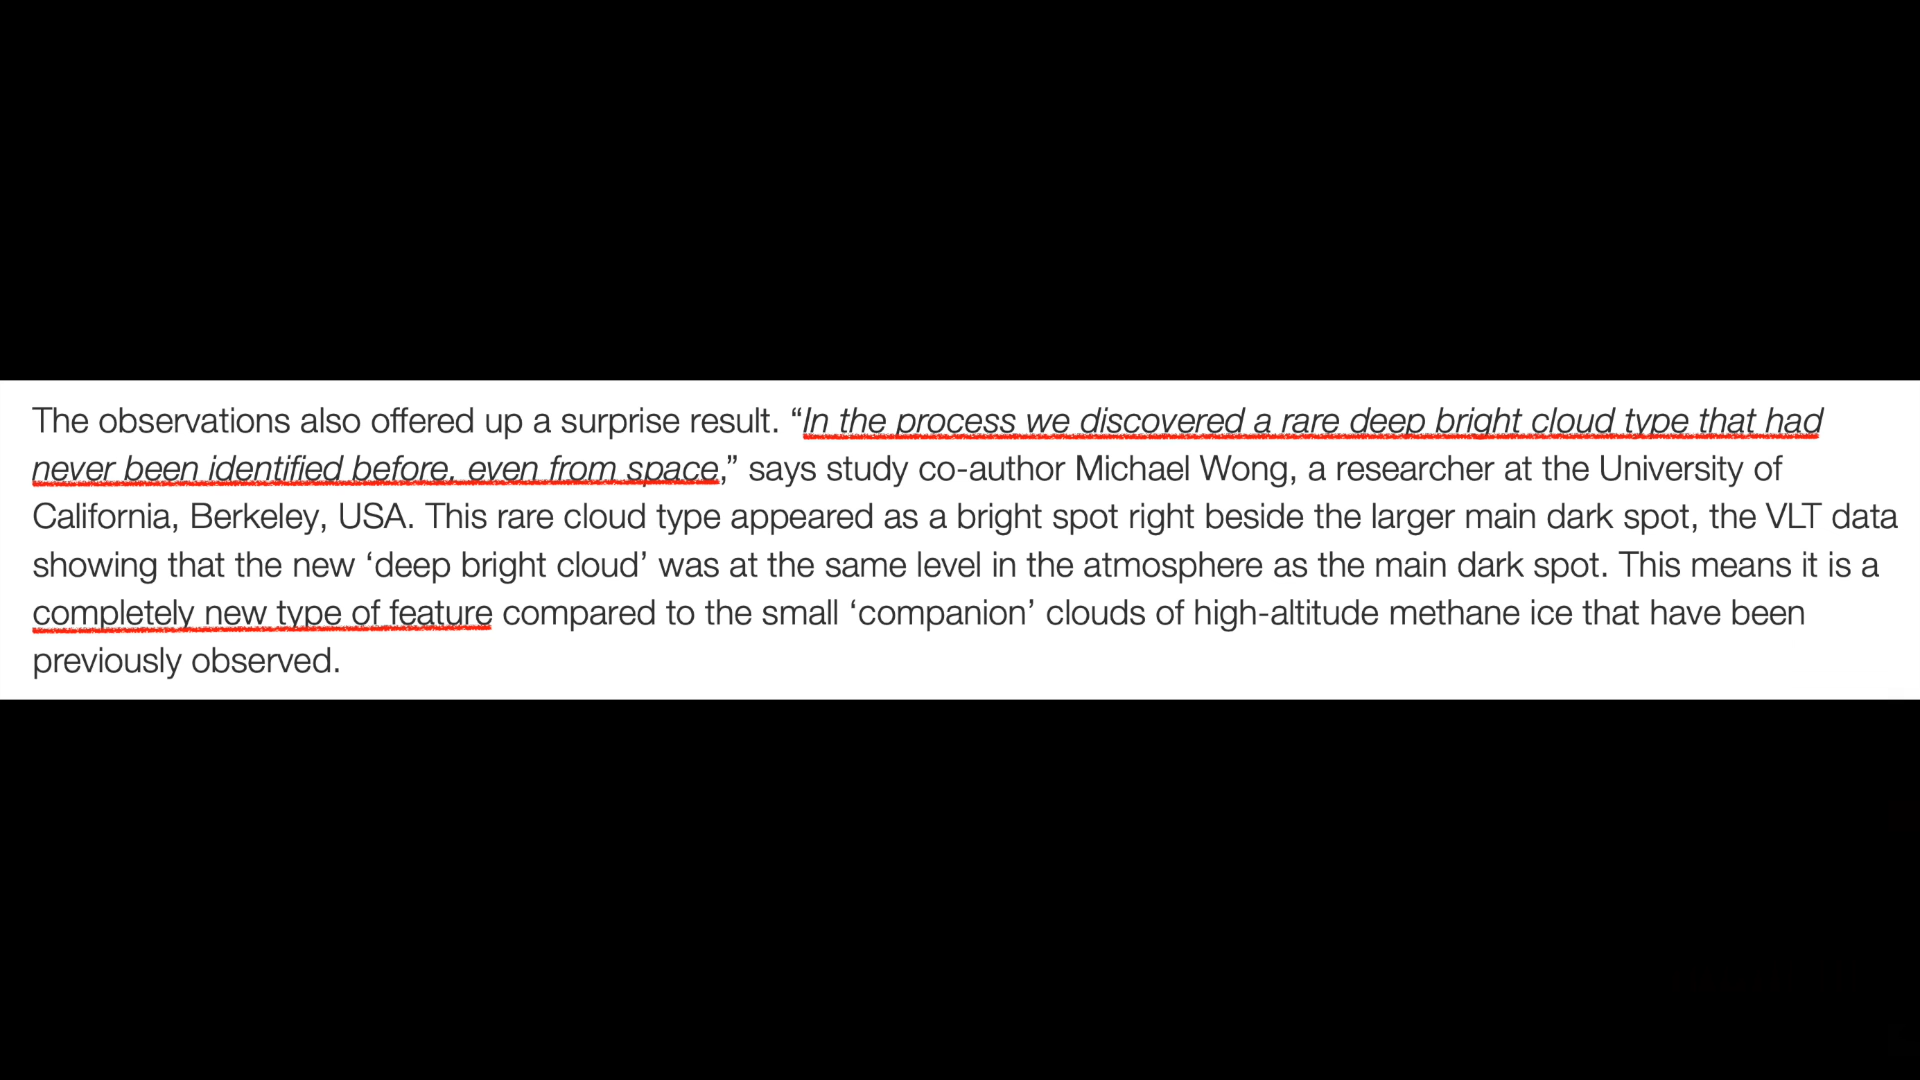 The observations also offered up a surprise result. “In the process we discovered a rare deep bright cloud type that had
never been identified before, even from space,” says study co-author Michael Wong, a researcher at the University of
California, Berkeley, USA. This rare cloud type appeared as a bright spot right beside the larger main dark spot, the VLT data
showing that the new ‘deep bright cloud’ was at the same level in the atmosphere as the main dark spot. This means it is a
completely new type of feature compared to the small ‘companion’ clouds of high-altitude methane ice that have been
previously observed.